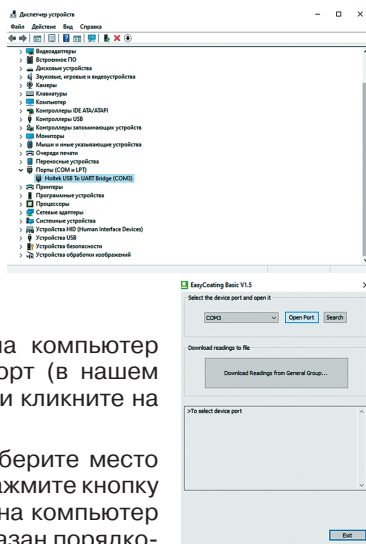 Диспетчер устройств
Файл Действие Вид Справка
Видеоадаптеры
Встроенное ПО
Дисковые устройства
Звуковые, игровые и видеоустройства
Камеры
Клавиатуры
Компьютер
Контроллеры IDE ATA/ATAPI
Контроллеры USB
Контроллеры запоминающих устройств
Мониторы
Мыши и иные указывающие устройства
Очереди печати
Переносные устройства
Порты (COM и LPT)
Holtek USB To UART Bridge (COM3)
Принтеры
Программные устройства
Процессоры
Сетевые адаптеры
Системные устройства
Устройства HID (Human Interface Devices)
Устройства USB
Устройства безопасности
Устройства обработки изображений
EasyCoating Basic V1.5
Select the device port and open it
COM3 Open Port Search
Download readings to file
Download Readings from General Group...
>To select device port
Exit
на компьютер
орт (в нашем
и кликните на
берите место
ажмите кнопку
на компьютер
азан порядко-